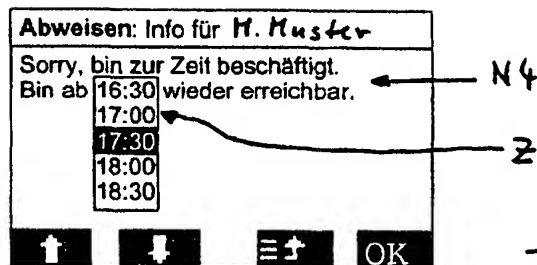 Abweisen: Info für M. Muster
Sorry, bin zur Zeit beschäftigt.
Bin ab 16:30 wieder erreichbar.
17:00
17:30
18:00
18:30
OK
N4
Z